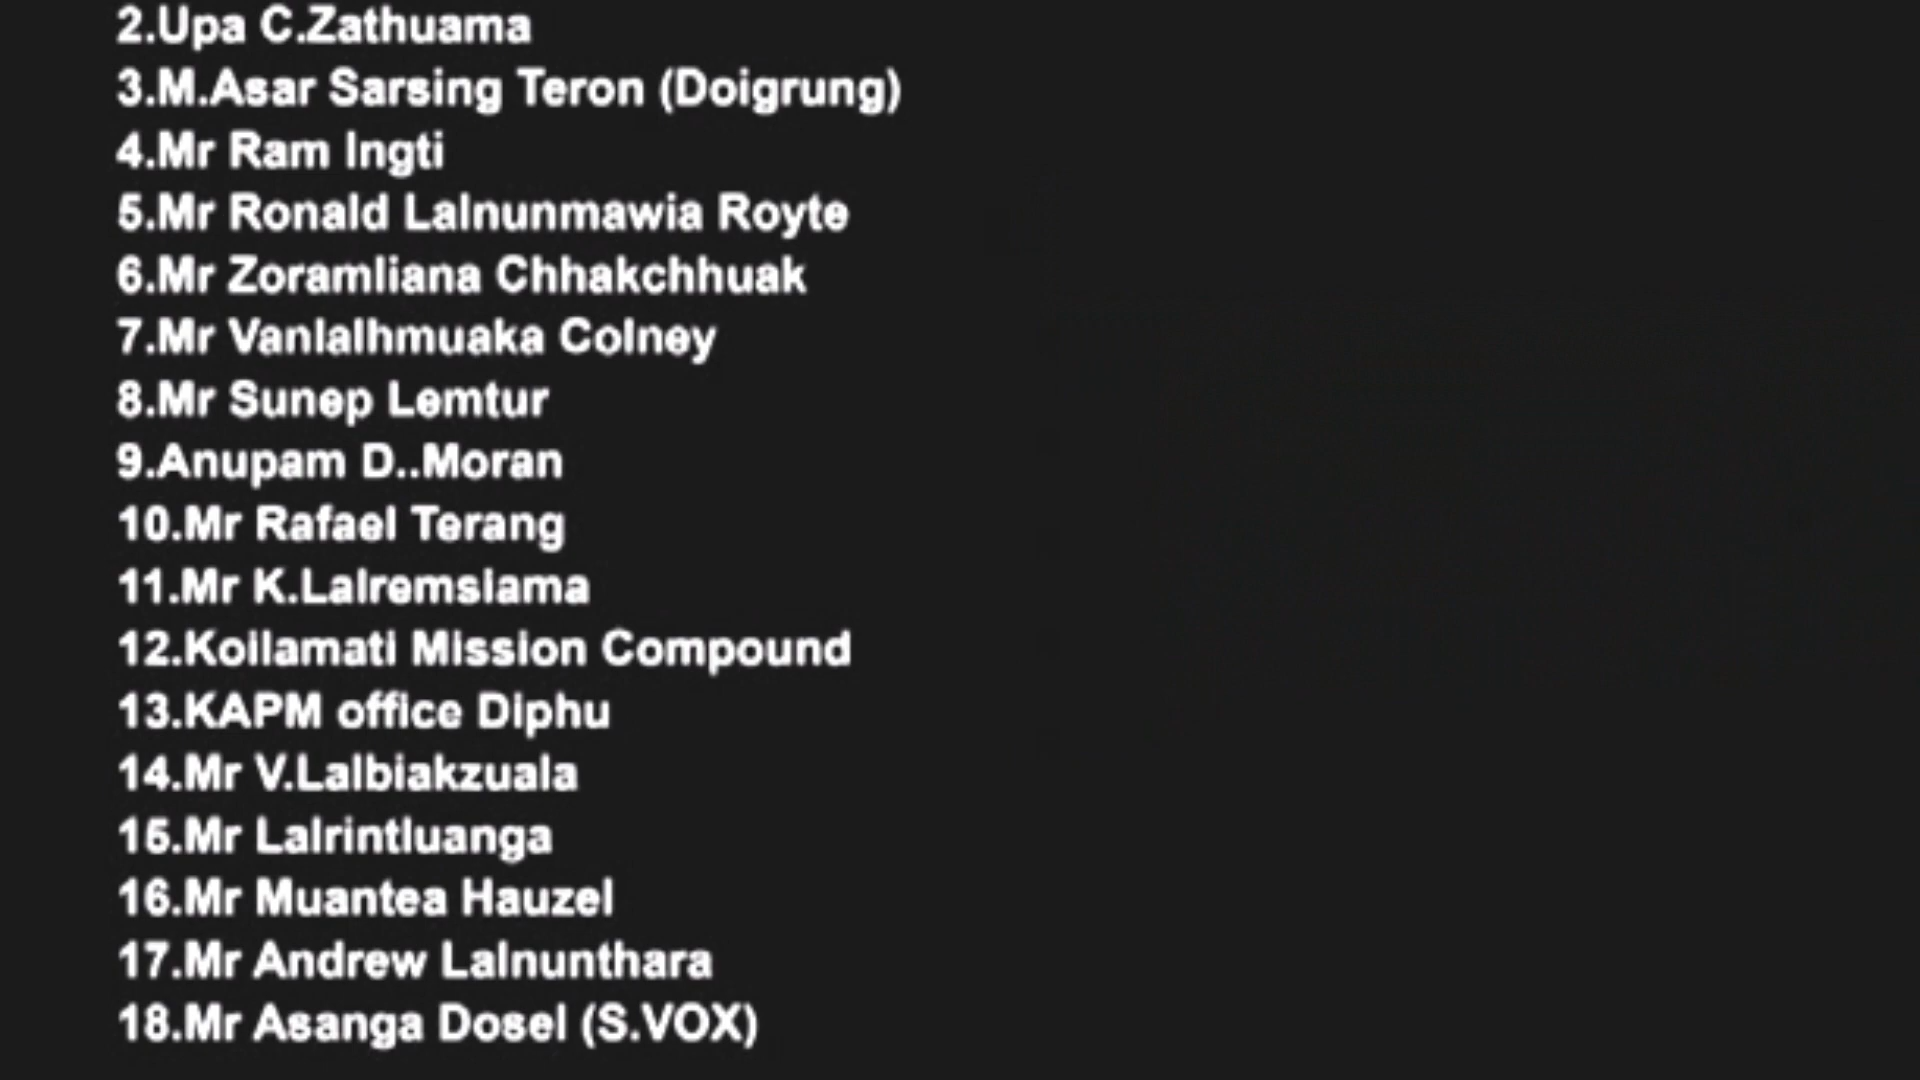 2.Upa C.Zathuama
3.M.Asar Sarsing Teron (Doigrung)
4.Mr Ram Ingti
5.Mr Ronald Lalnunmawia Royte
6.Mr Zoramliana Chhakchhuak
7.Mr Vanlalhmuaka Colney
8.Mr Sunep Lemtur
9.Anupam D..Moran
10.Mr Rafael Terang
11.Mr K.Lalremsiama
12.Koilamati Mission Compound
13.KAPM office Diphu
14.Mr V.Lalbiakzuala
15.Mr Lalrintluanga
16.Mr Muantea Hauzel
17.Mr Andrew Lalnunthara
18.Mr Asanga Dosel (S.VOX)